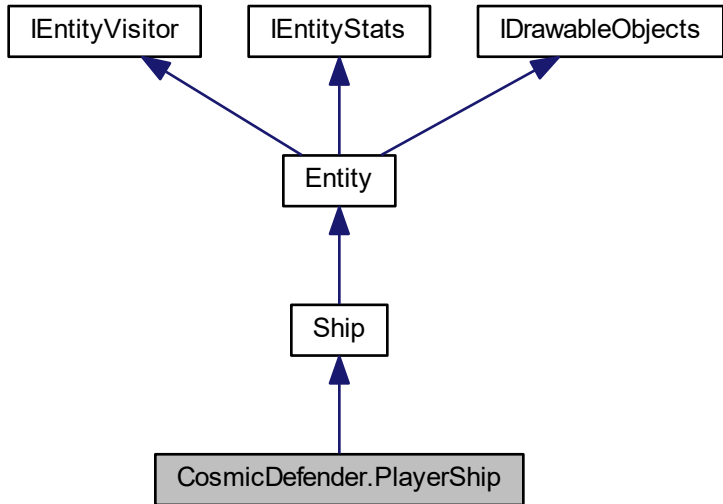 IEntityVisitor
IEntityStats
IDrawableObjects
Entity
Ship
CosmicDefender.PlayerShip